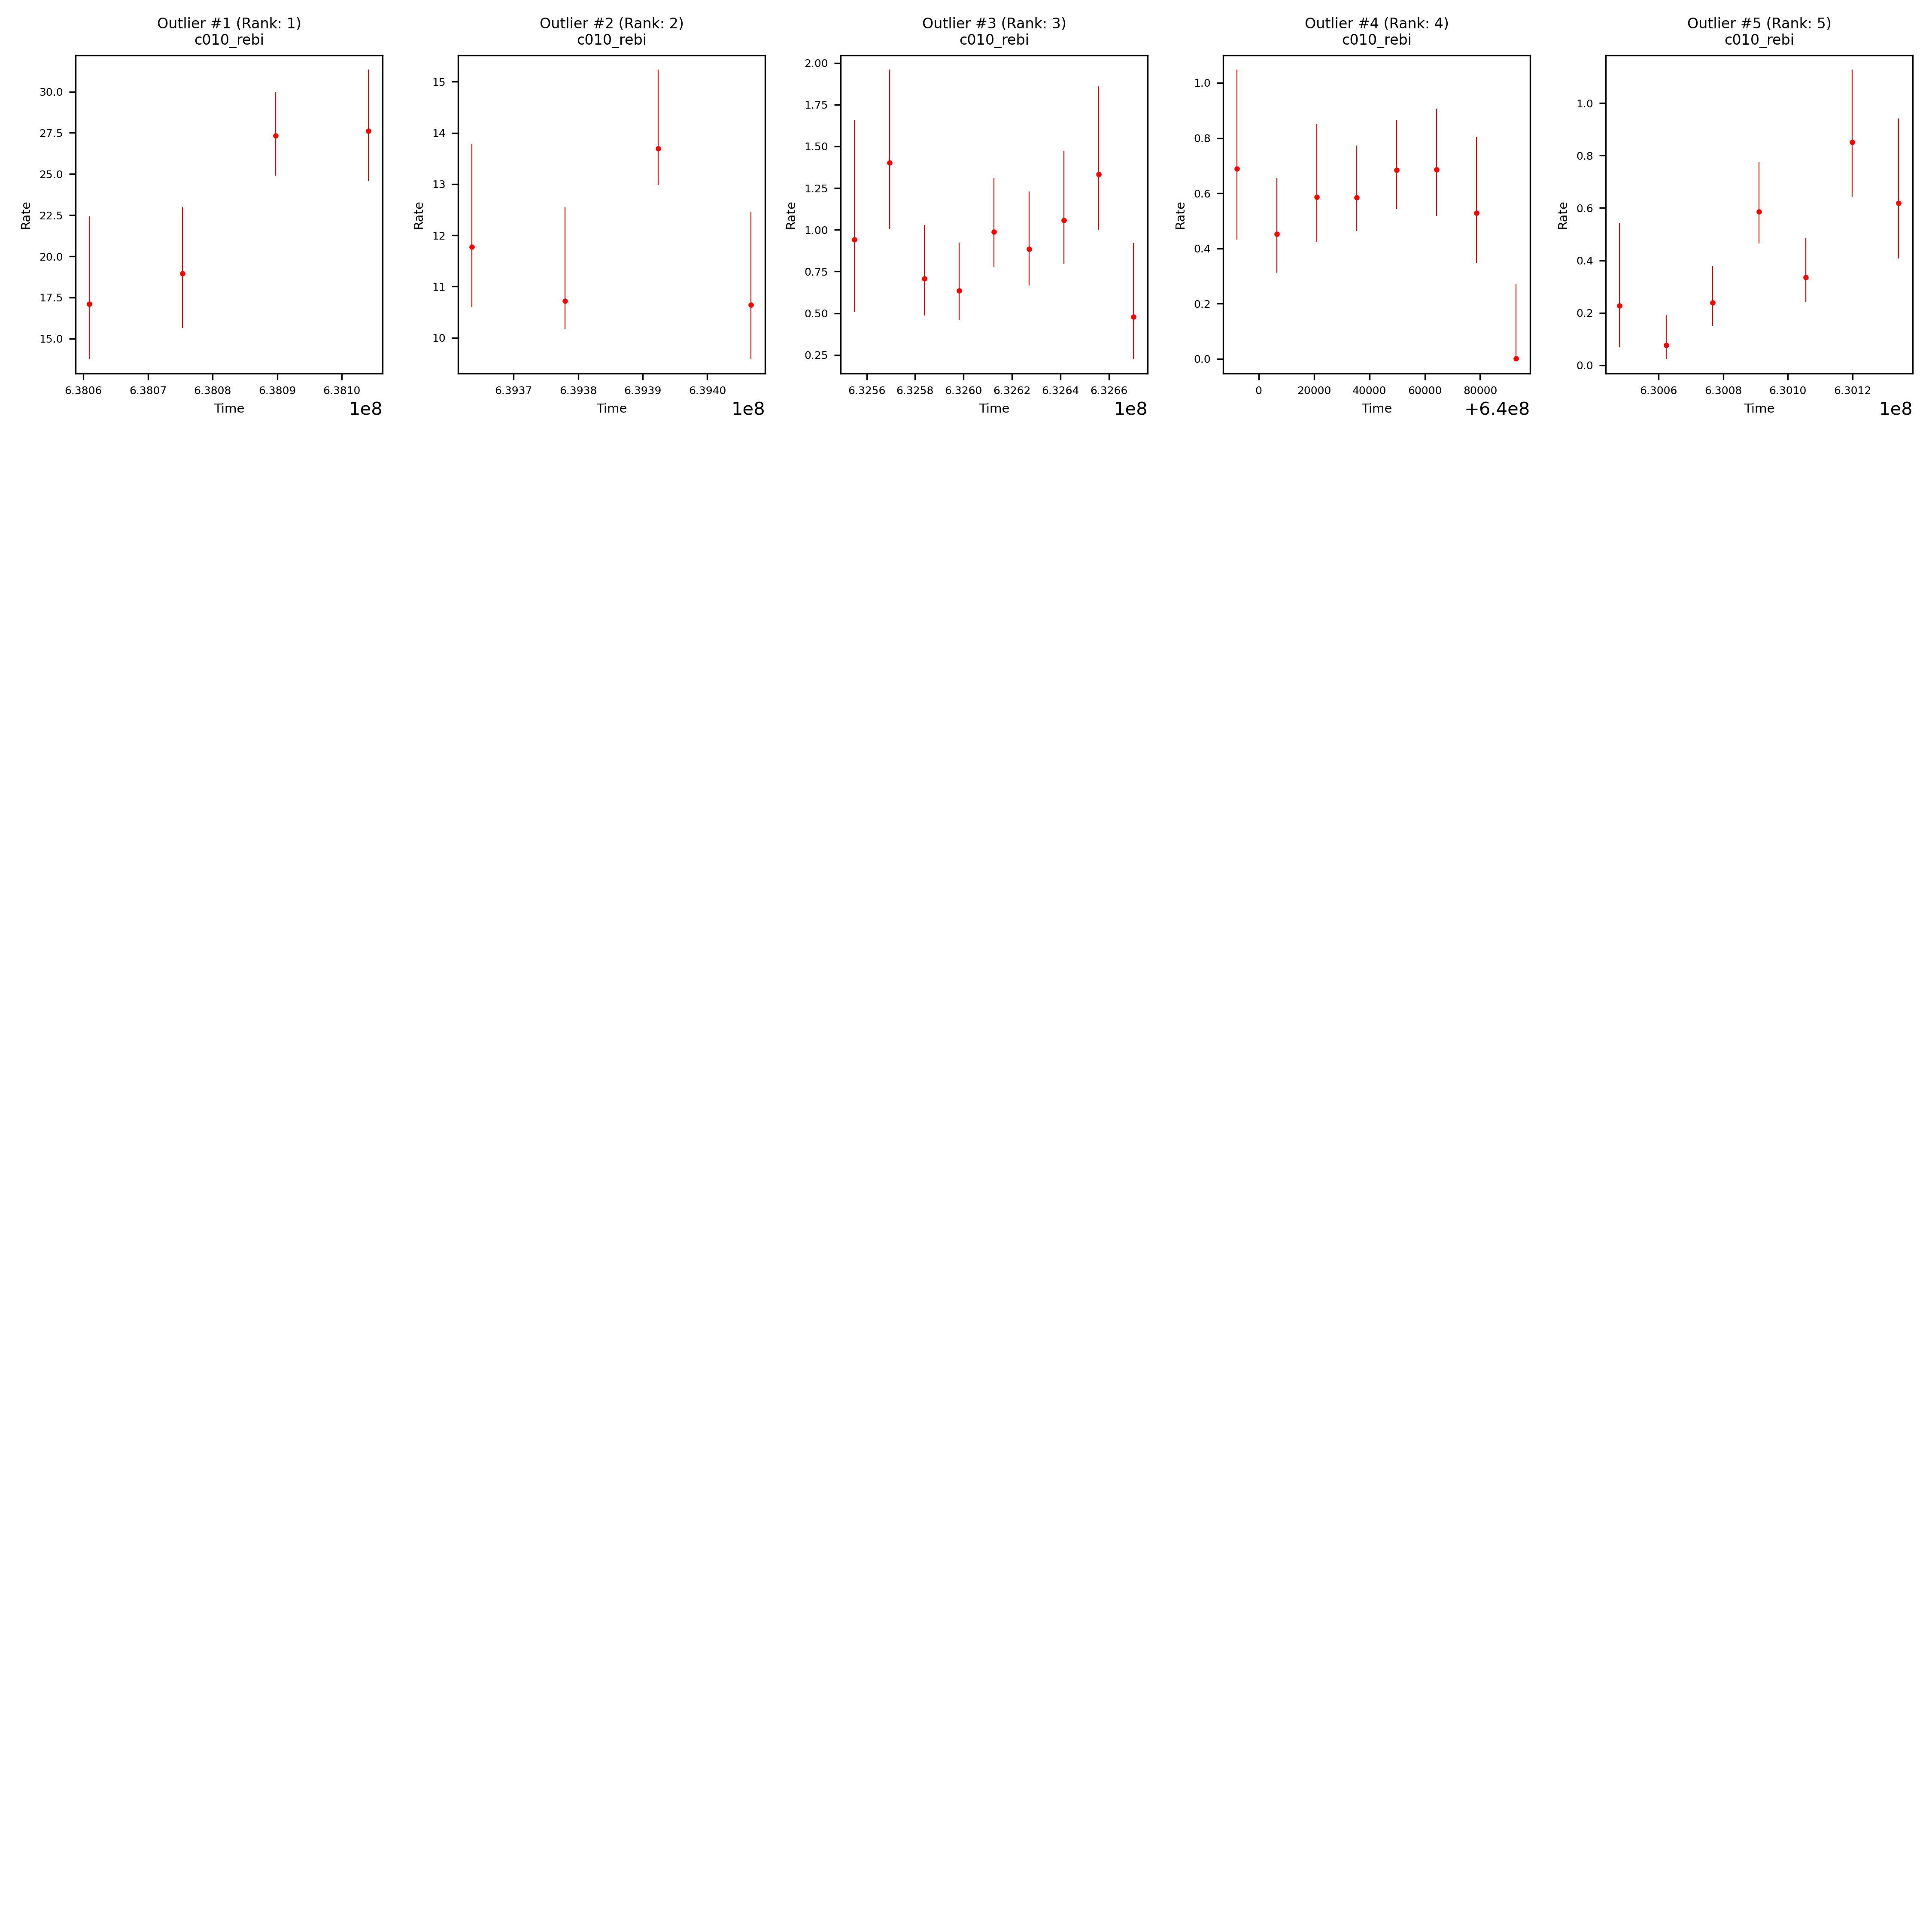 Outlier #1 (Rank: 1)
c010_rebi
30.0
27.5
25.0
22.5
20.0
17.5
15.0
Rate
6.3806 6.3807 6.3808 6.3809 6.3810
Time
1e8
Outlier #2 (Rank: 2)
c010_rebi
15
14
13
12
11
10
Rate
6.3937 6.3938 6.3939 6.3940
Time
1e8
Outlier #3 (Rank: 3)
c010_rebi
2.00
1.75
1.50
1.25
1.00
0.75
0.50
0.25
Rate
6.3256 6.3258 6.3260 6.3262 6.3264 6.3266
Time
1e8
Outlier #4 (Rank: 4)
c010_rebi
1.0
0.8
0.6
0.4
0.2
0.0
Rate
0 20000 40000 60000 80000
Time
+6.4e8
Outlier #5 (Rank: 5)
c010_rebi
1.0
0.8
0.6
0.4
0.2
0.0
Rate
6.3006 6.3008 6.3010 6.3012
Time
1e8